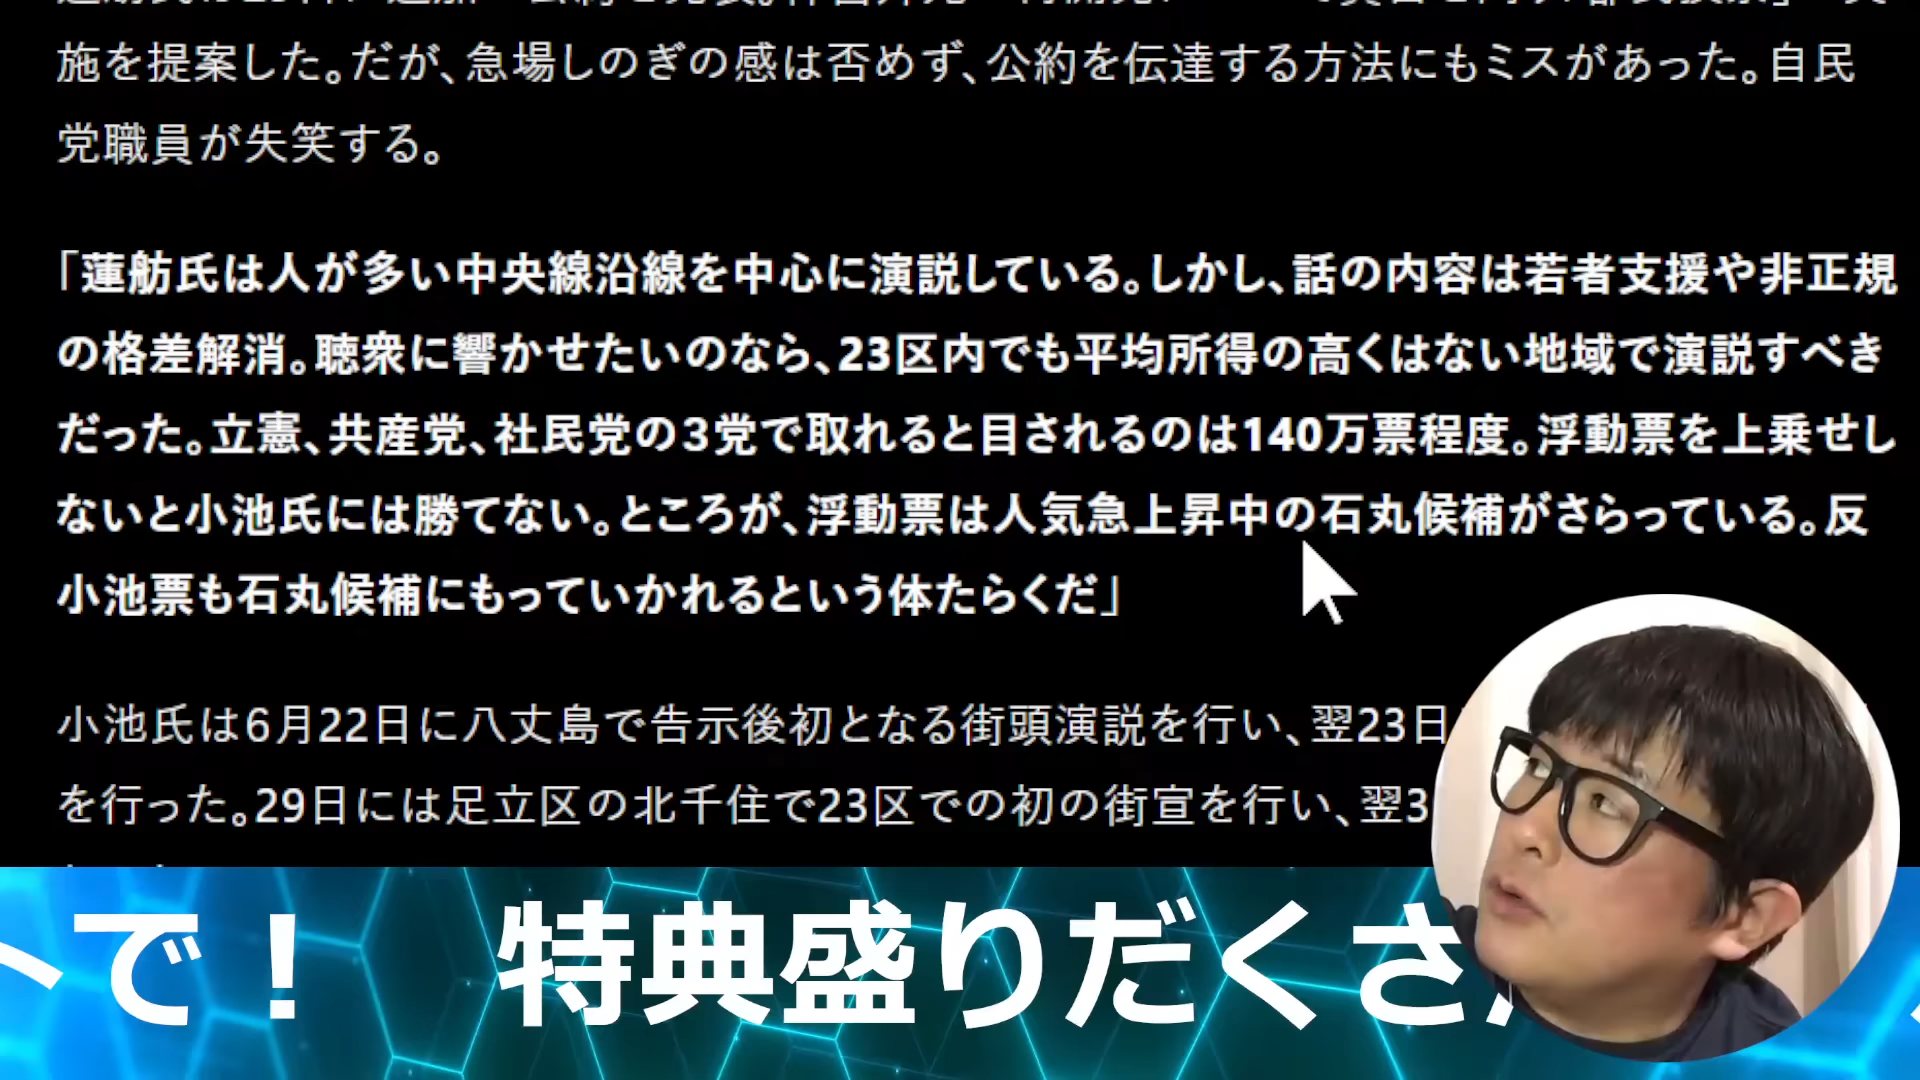 施を提案した。だが、急場しのぎの感は否めず、公約を伝達する方法にもミスがあった。自民
党職員が失笑する。
「蓮舫氏は人が多い中央線沿線を中心に演説している。しかし、話の内容は若者支援や非正規
の格差解消。聴衆に響かせたいのなら、23区内でも平均所得の高くはない地域で演説すべき
だった。立憲、共産党、社民党の3党で取れると目されるのは140万票程度。浮動票を上乗せし
ないと小池氏には勝てない。ところが、浮動票は人気急上昇中の石丸候補がさらっている。反
小池票も石丸候補にもっていかれるという体たらくだ」
小池氏は6月22日に八丈島で告示後初となる街頭演説を行い、翌23日
を行った。29日には足立区の北千住で23区での初の街宣を行い、翌3
トで！ 特典盛りだくさ